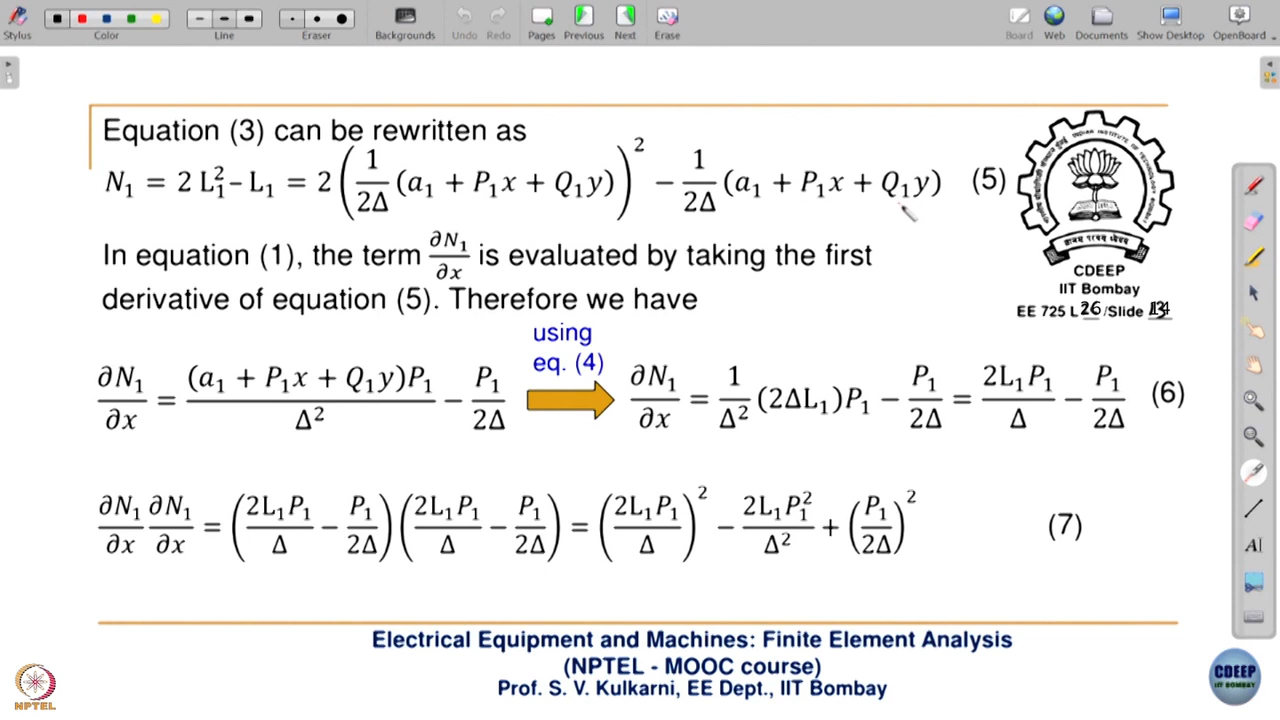 Stylus Color Line Eraser Backgrounds Undo Redo Pages Previous Next Erase Board Web Documents Show Desktop OpenBoard
Equation (3) can be rewritten as
N₁ = 2 L₁² − L₁ = 2 (1/2Δ (a₁ + P₁x + Q₁y))² − 1/2Δ (a₁ + P₁x + Q₁y) (5)
In equation (1), the term ∂N₁/∂x is evaluated by taking the first
derivative of equation (5). Therefore we have
using
eq. (4)
∂N₁/∂x = (a₁ + P₁x + Q₁y)P₁/Δ² − P₁/2Δ ∂N₁/∂x = 1/Δ² (2ΔL₁)P₁ − P₁/2Δ = 2L₁P₁/Δ − P₁/2Δ (6)
∂N₁/∂x ∂N₁/∂x = (2L₁P₁/Δ − P₁/2Δ)(2L₁P₁/Δ − P₁/2Δ) = (2L₁P₁/Δ)² − 2L₁P₁²/Δ² + (P₁/2Δ)² (7)
CDEEP
IIT Bombay
EE 725 L 26 /Slide
Electrical Equipment and Machines: Finite Element Analysis
(NPTEL - MOOC course)
Prof. S. V. Kulkarni, EE Dept., IIT Bombay
NPTEL
CDEEP
IIT BOMBAY